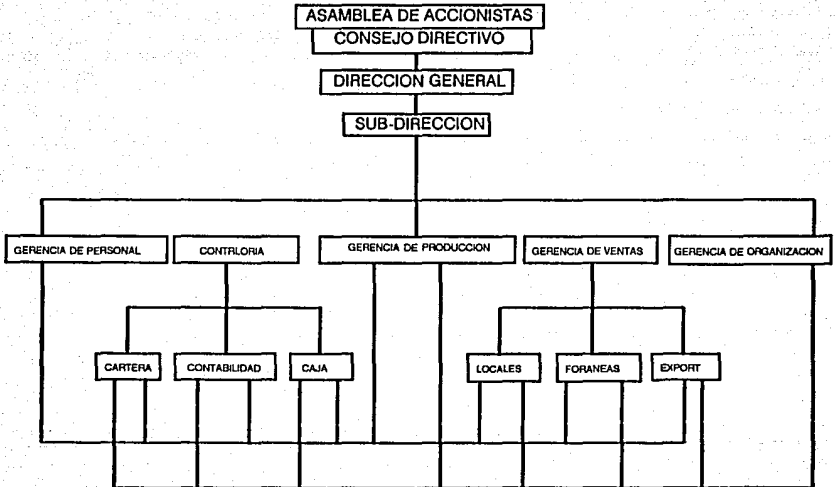 ASAMBLEA DE ACCIONISTAS
CONSEJO DIRECTIVO
DIRECCION GENERAL
SUB-DIRECCION
GERENCIA DE PERSONAL
CONTRLORIA
GERENCIA DE PRODUCCION
GERENCIA DE VENTAS
GERENCIA DE ORGANIZACION
CARTERA
CONTABILIDAD
CAJA
LOCALES
FORANEAS
EXPORT